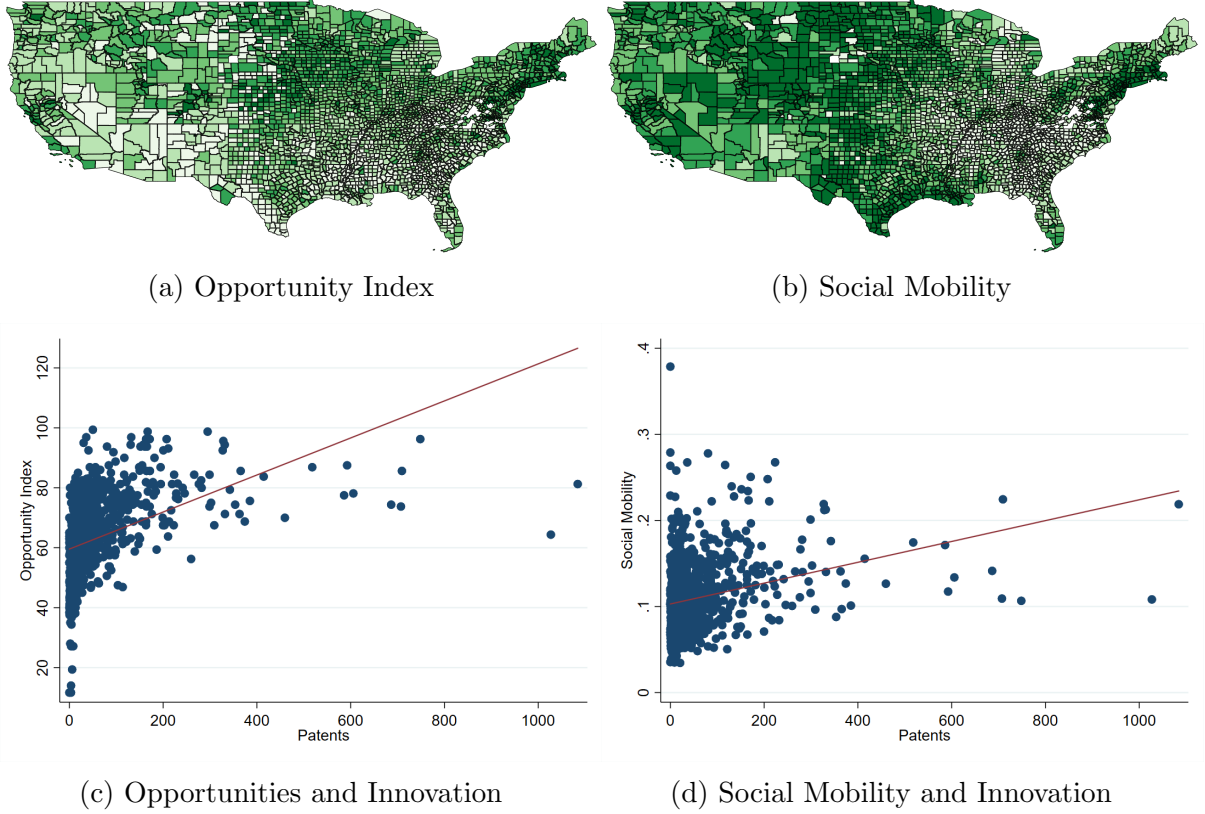 (a) Opportunity Index
(b) Social Mobility
120
100
80
60
40
20
Opportunity Index
0 200 400 600 800 1000
Patents
.4
.3
.2
.1
0
Social Mobility
0 200 400 600 800 1000
Patents
(c) Opportunities and Innovation
(d) Social Mobility and Innovation